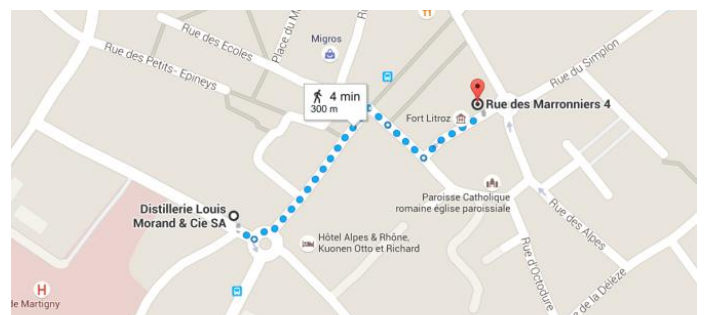 Rue des Ecoles
Place du M
Migros
Rue des Petits-Epineys
Rue du Simplon
4 min
300 m
Rue des Marronniers 4
Fort Litroz
Paroisse Catholique
romaine église paroissiale
Distillerie Louis
Morand & Cie SA
Hôtel Alpes & Rhône,
Kuonen Otto et Richard
Rue des Alpes
Rue d'Octodure
e de la Délèze
H
de Martigny